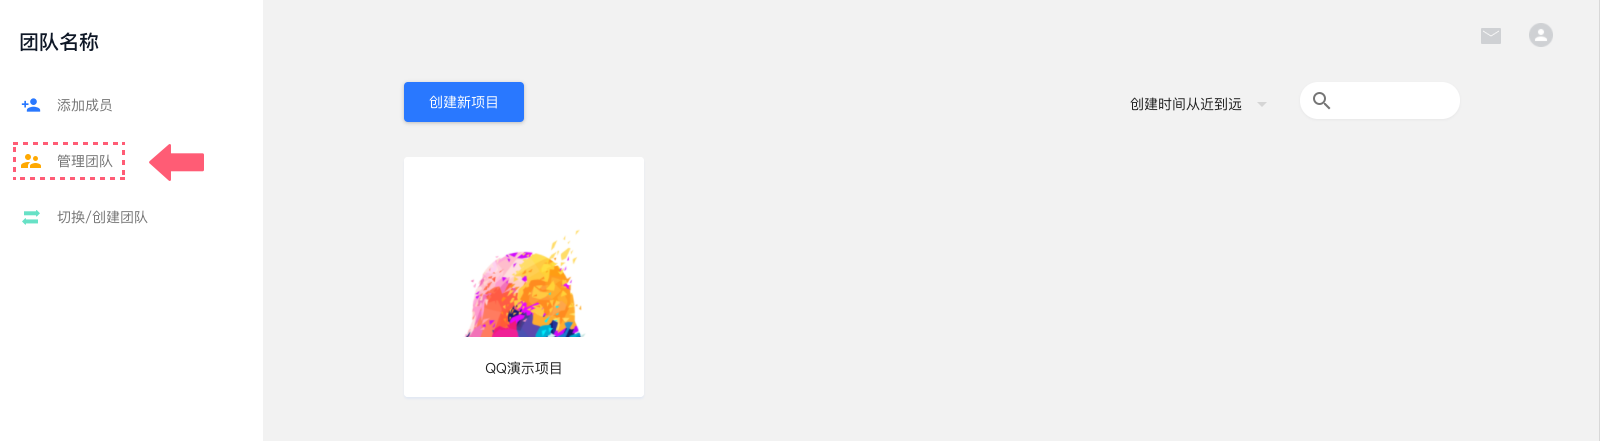 团队名称
添加成员
管理团队
切换/创建团队
创建新项目
创建时间从近到远
QQ演示项目